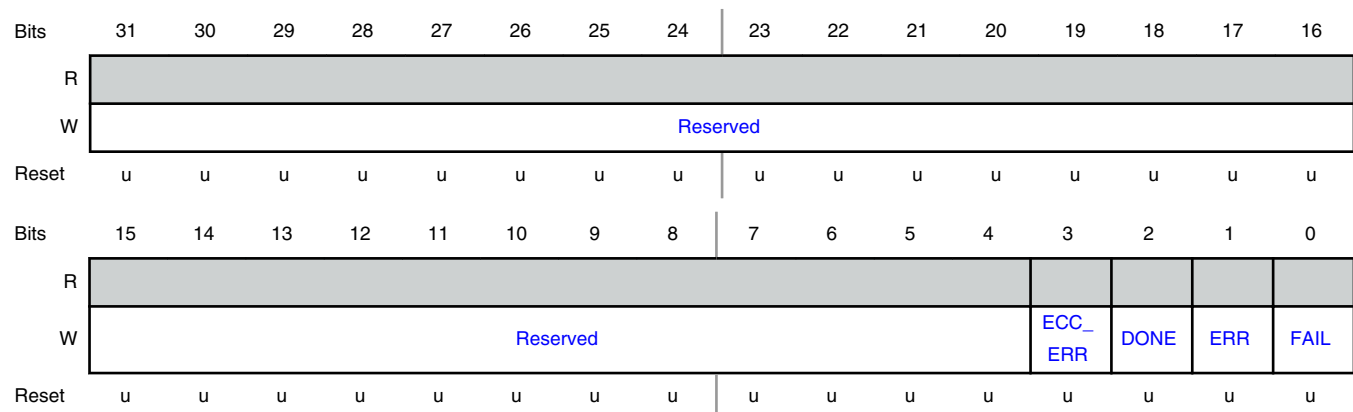 Bits 31 30 29 28 27 26 25 24 23 22 21 20 19 18 17 16
R
W Reserved
Reset u u u u u u u u u u u u u u u u
Bits 15 14 13 12 11 10 9 8 7 6 5 4 3 2 1 0
R
W Reserved ECC_ DONE ERR FAIL
ERR
Reset u u u u u u u u u u u u u u u u